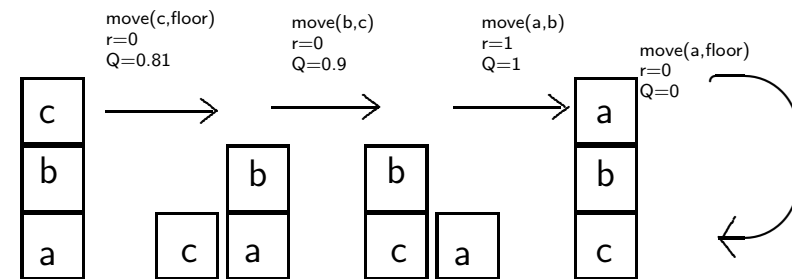 move(c,floor)
r=0
Q=0.81
move(b,c)
r=0
Q=0.9
move(a,b)
r=1
Q=1
move(a,floor)
r=0
Q=0
c
b
a
c
b
a
b
c
a
a
b
c